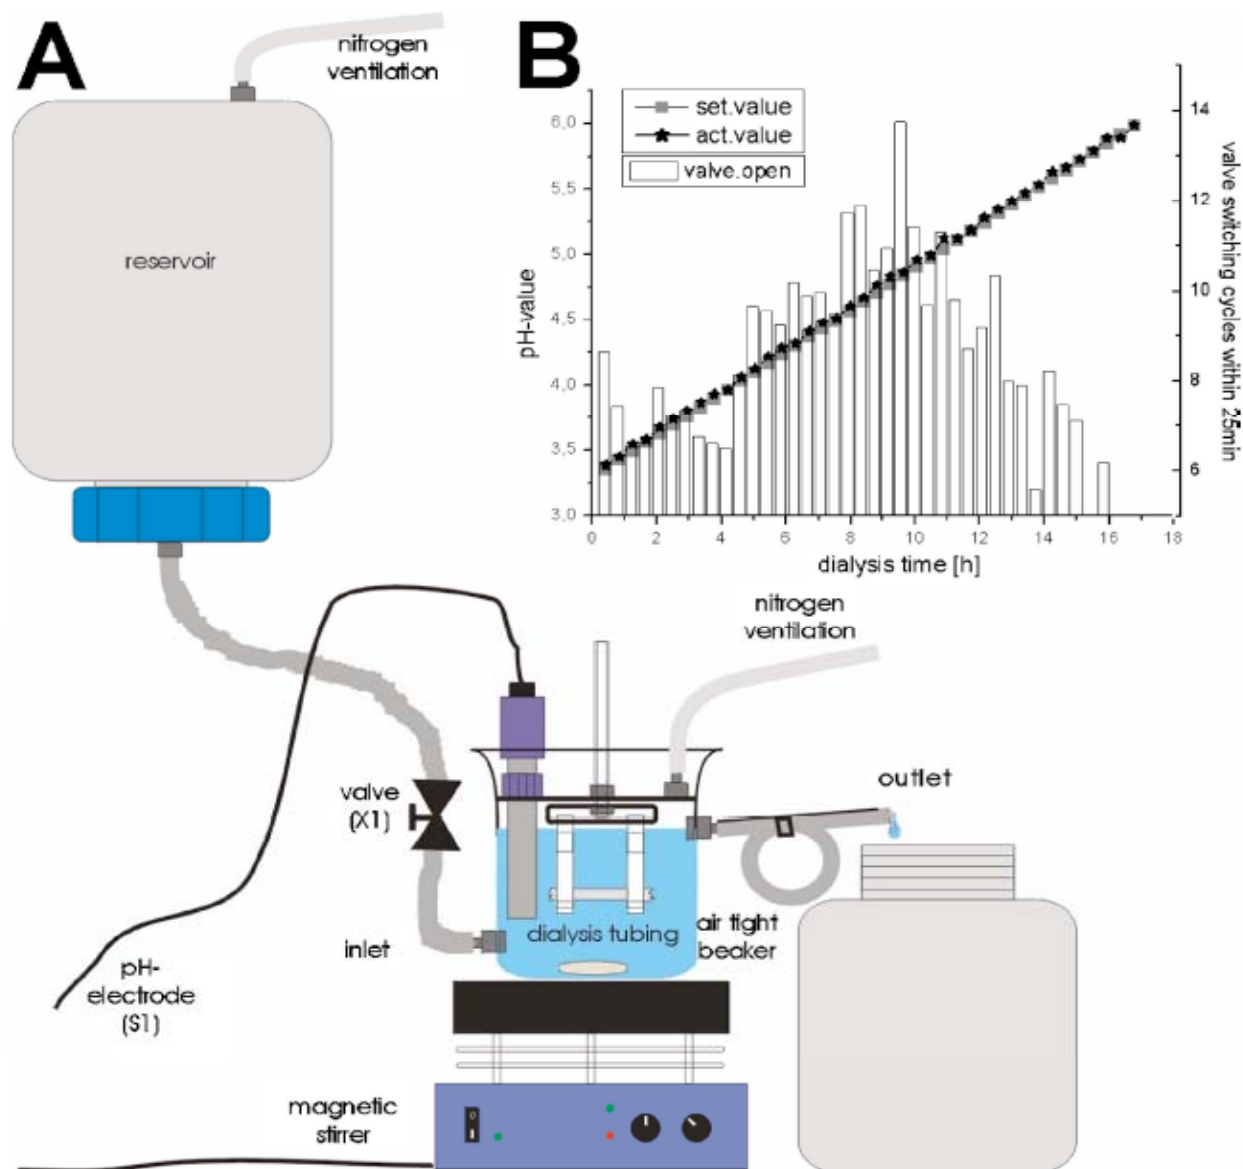 A
nitrogen
ventilation
reservoir
B
set.value
act.value
valve.open
pH-value
6,0
5,5
5,0
4,5
4,0
3,5
3,0
0
2
4
6
8
10
12
14
16
18
dialysis time [h]
14
12
10
8
6
valve switching cycles within 25min
nitrogen
ventilation
valve
(X1)
outlet
inlet
dialysis tubing
air tight
beaker
pH-
electrode
(S1)
magnetic
stirrer